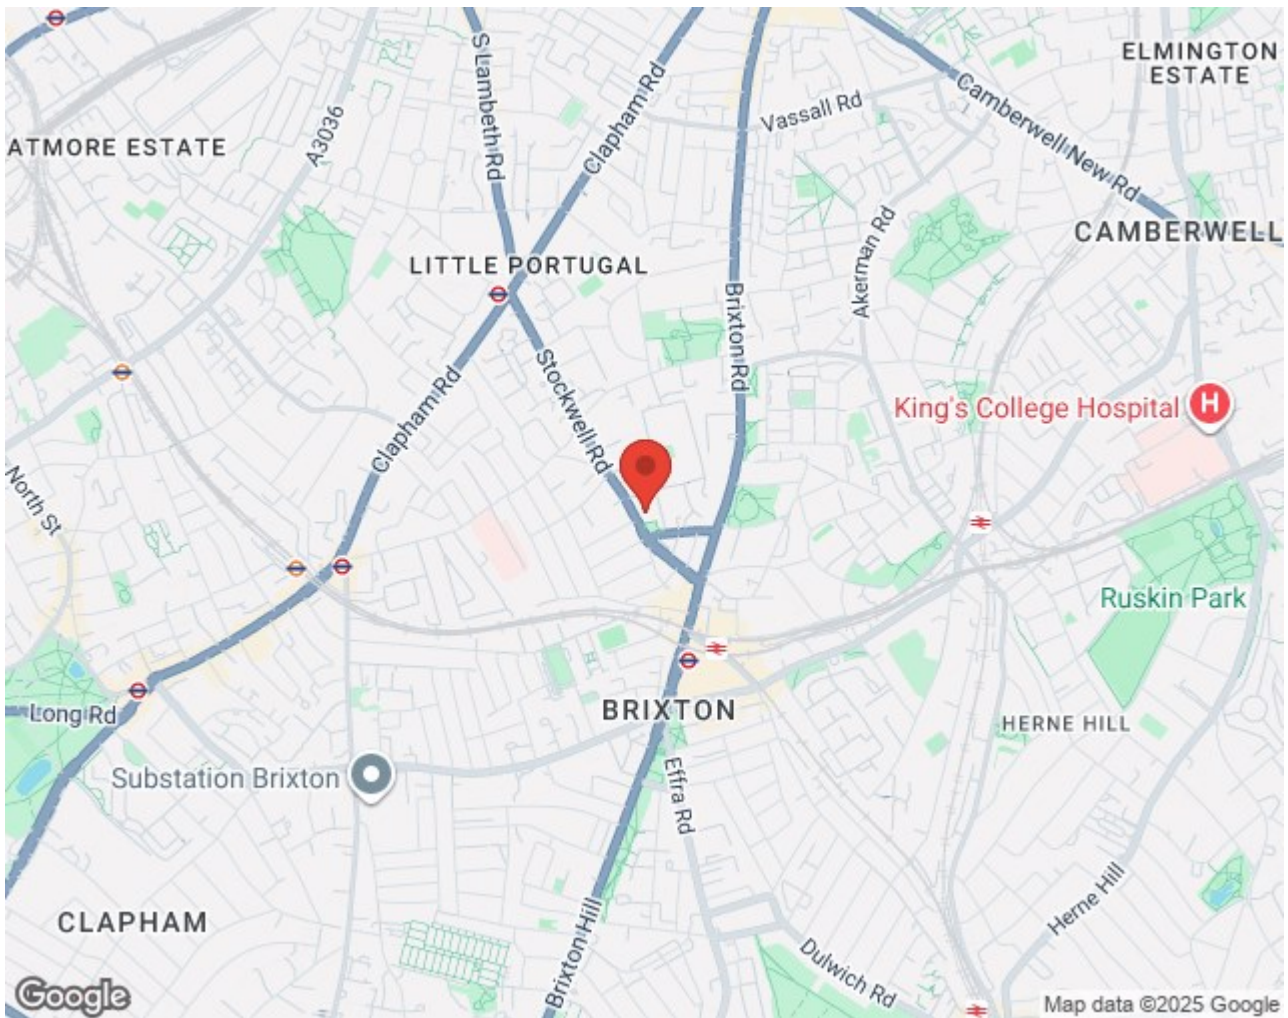 ELMINGTON
ESTATE
S Lambeth Rd
Clapham Rd
Camberwell New Rd
Vassall Rd
A3036
ATMORE ESTATE
Akerman Rd
CAMBERWELL
LITTLE PORTUGAL
Brixton Rd
Stockwell Rd
Clapham Rd
King's College Hospital
H
North St
Ruskin Park
Long Rd
BRIXTON
HERNE HILL
Substation Brixton
Effra Rd
Herne Hill
CLAPHAM
Brixton Hill
Dulwich Rd
Google
Map data ©2025 Google